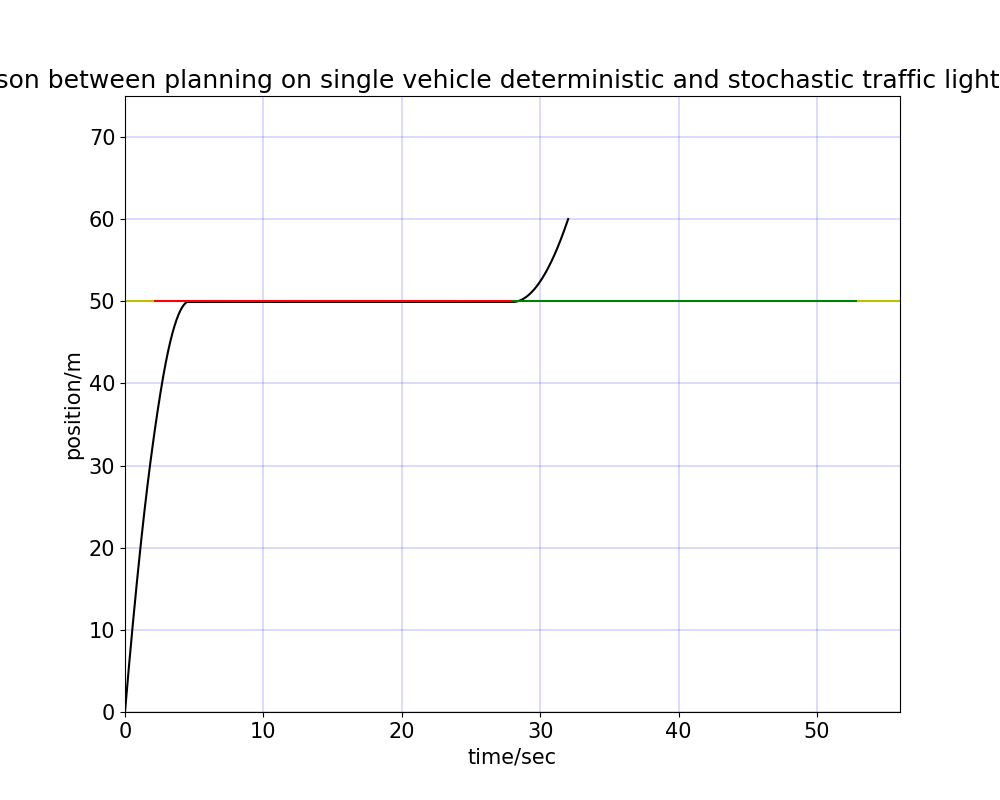 son between planning on single vehicle deterministic and stochastic traffic light
70
60
50
40
30
20
10
0
position/m
0 10 20 30 40 50
time/sec